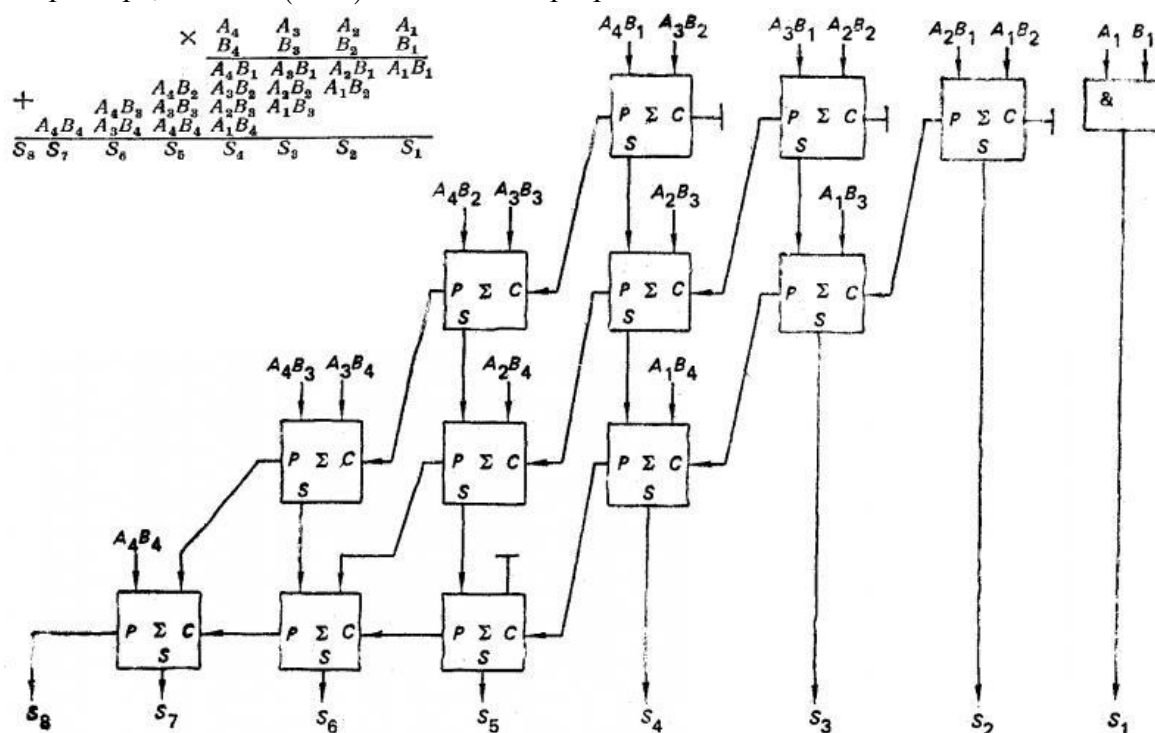 × A₄ A₃ A₂ A₁
B₄ B₃ B₂ B₁
A₄B₁ A₃B₁ A₂B₁ A₁B₁
A₄B₂ A₃B₂ A₂B₂ A₁B₂
+ A₄B₃ A₃B₃ A₂B₃ A₁B₃
A₄B₄ A₃B₄ A₄B₄ A₁B₄
S₈ S₇ S₆ S₅ S₄ S₃ S₂ S₁
A₄B₁ A₃B₂ A₃B₁ A₂B₂ A₂B₁ A₁B₂ A₁ B₁
&
P Σ C P Σ C P Σ C
S S S
A₄B₂ A₃B₃ A₂B₃ A₁B₃
P Σ C P Σ C P Σ C
S S S
A₄B₃ A₃B₄ A₂B₄ A₁B₄
P Σ C P Σ C P Σ C
S S S
A₄B₄
P Σ C P Σ C P Σ C
S S S
S₈ S₇ S₆ S₅ S₄ S₃ S₂ S₁